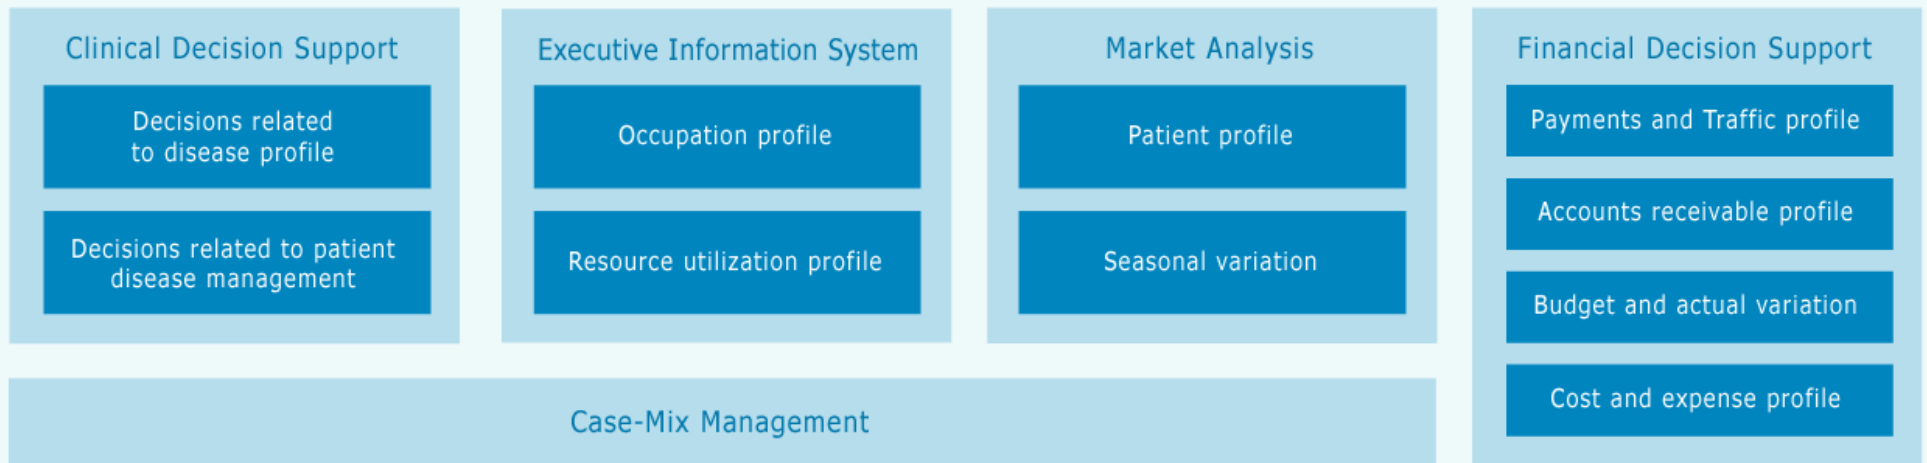 Clinical Decision Support
Decisions related
to disease profile
Decisions related to patient
disease management
Executive Information System
Occupation profile
Resource utilization profile
Market Analysis
Patient profile
Seasonal variation
Financial Decision Support
Payments and Traffic profile
Accounts receivable profile
Budget and actual variation
Cost and expense profile
Case-Mix Management